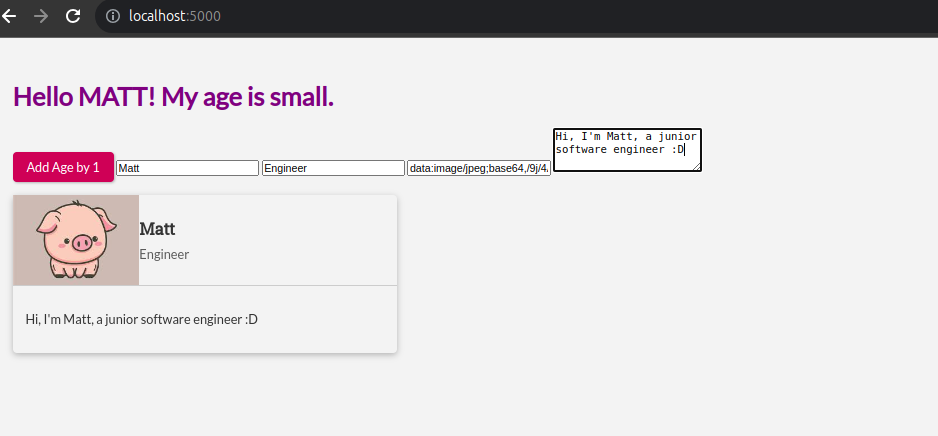 localhost:5000
Hello MATT! My age is small.
Hi, I'm Matt, a junior
software engineer :D
Add Age by 1
Matt
Engineer
data:image/jpeg;base64,/9j/4
Matt
Engineer
Hi, I'm Matt, a junior software engineer :D